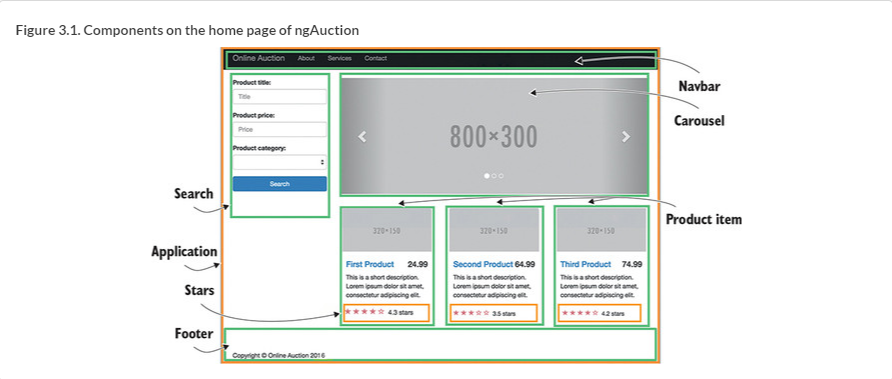 Figure 3.1. Components on the home page of ngAuction
Online Auction About Services Contact
Navbar
Carousel
Product title:
Title
Product price:
Price
Product category:
Search
800×300
Search
Product item
Application
Stars
Footer
320×150
First Product 24.99
This is a short description.
Lorem ipsum dolor sit amet,
consectetur adipiscing elit.
4.3 stars
320×150
Second Product 64.99
This is a short description.
Lorem ipsum dolor sit amet,
consectetur adipiscing elit.
3.5 stars
320×150
Third Product 74.99
This is a short description.
Lorem ipsum dolor sit amet,
consectetur adipiscing elit.
4.2 stars
Copyright © Online Auction 2016